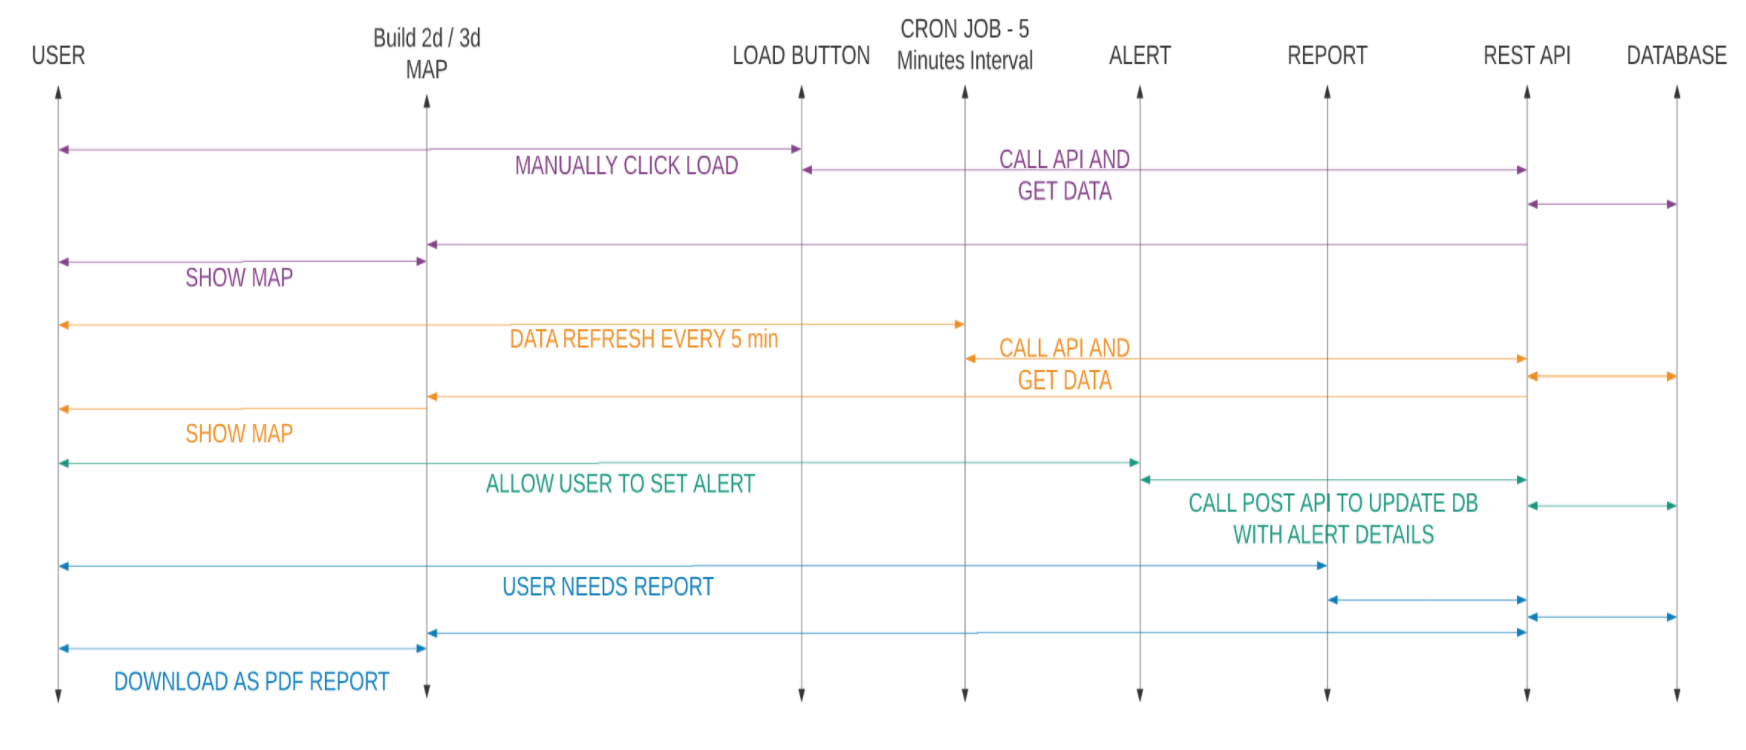 USER
Build 2d / 3d
MAP
LOAD BUTTON
CRON JOB - 5
Minutes Interval
ALERT
REPORT
REST API
DATABASE
MANUALLY CLICK LOAD
CALL API AND
GET DATA
SHOW MAP
DATA REFRESH EVERY 5 min
CALL API AND
GET DATA
SHOW MAP
ALLOW USER TO SET ALERT
CALL POST API TO UPDATE DB
WITH ALERT DETAILS
USER NEEDS REPORT
DOWNLOAD AS PDF REPORT